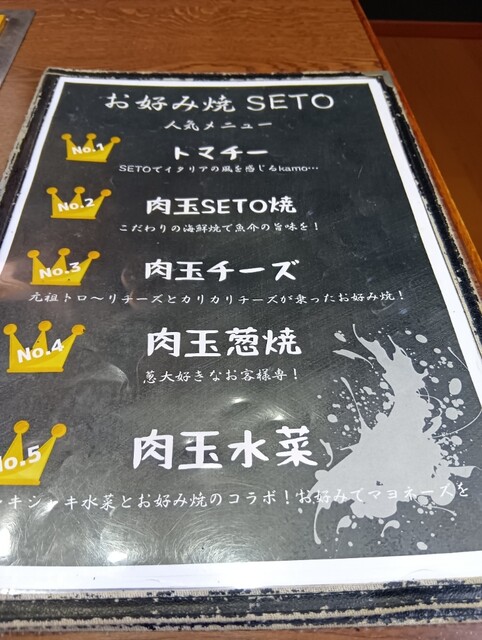 お好み焼 SETO
人気メニュー
No.1
トマチー
SETOでイタリアの風を感じるkamo…
No.2
肉玉SETO焼
こだわりの海鮮焼で魚介の旨味を！
No.3
肉玉チーズ
元祖トロ～リチーズとカリカリチーズが乗ったお好み焼！
No.4
肉玉葱焼
葱大好きなお客様専！
No.5
肉玉水菜
キシャキ水菜とお好み焼のコラボ！お好みでマヨネーズを